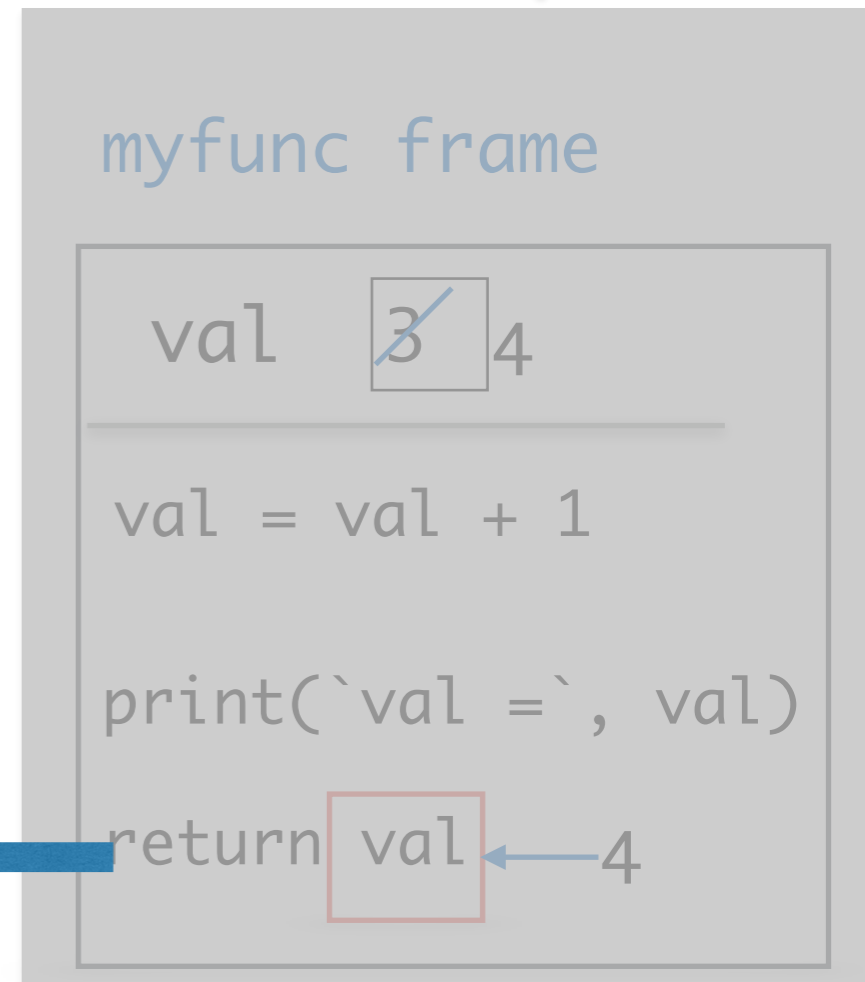 myfunc frame
val 3 4
val = val + 1
print(`val =`, val)
return val 4